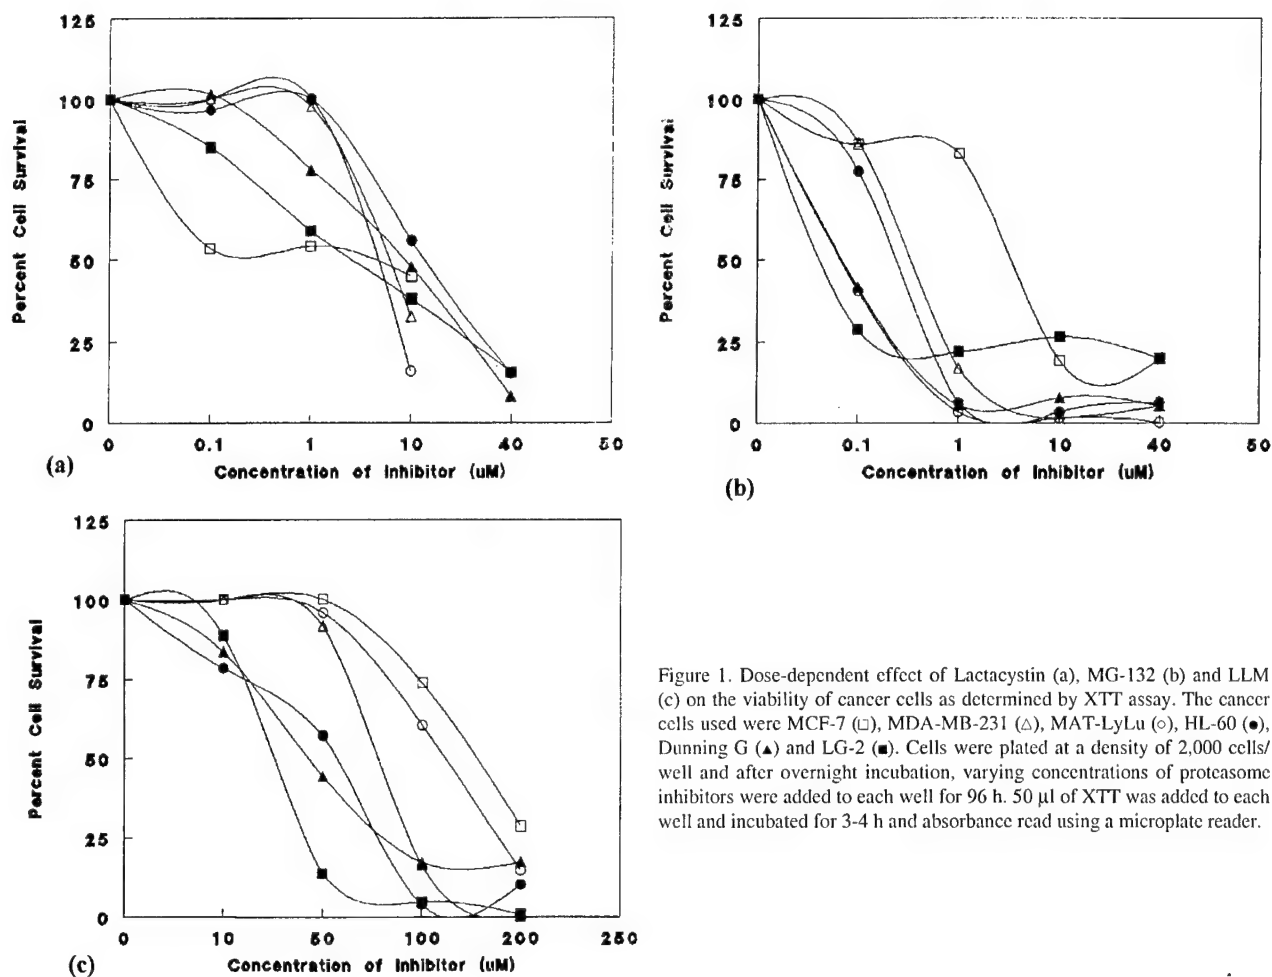 125
100
75
50
25
0
Percent Cell Survival
0 0.1 1 10 40 50
Concentration of Inhibitor (uM)
(a)
125
100
75
50
25
0
Percent Cell Survival
0 0.1 1 10 40 50
Concentration of Inhibitor (uM)
(b)
125
100
75
50
25
0
Percent Cell Survival
0 10 50 100 200 250
Concentration of Inhibitor (uM)
(c)
Figure 1. Dose-dependent effect of Lactacystin (a), MG-132 (b) and LLM
(c) on the viability of cancer cells as determined by XTT assay. The cancer
cells used were MCF-7 (□), MDA-MB-231 (△), MAT-LyLu (○), HL-60 (●),
Dunning G (▲) and LG-2 (■). Cells were plated at a density of 2,000 cells/
well and after overnight incubation, varying concentrations of proteasome
inhibitors were added to each well for 96 h. 50 µl of XTT was added to each
well and incubated for 3-4 h and absorbance read using a microplate reader.